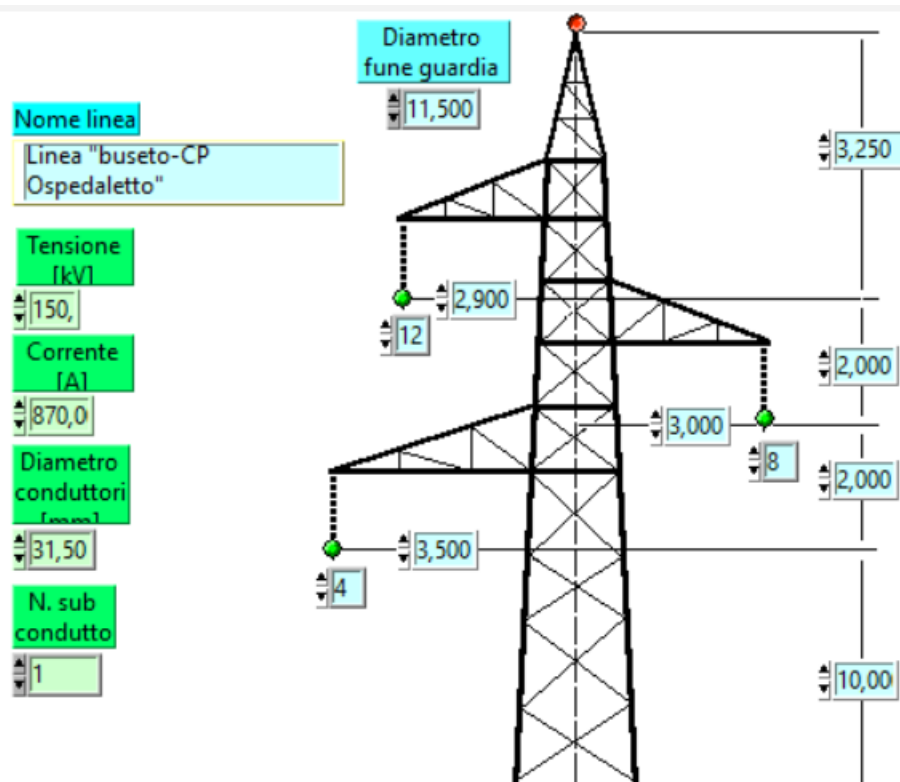 Diametro
fune guardia
11,500
Nome linea
Linea "buseto-CP
Ospedaletto"
3,250
Tensione
[kV]
150,
2,900
12
Corrente
[A]
2,000
870,0
3,000
Diametro
conduttori
[mm]
8
2,000
31,50
3,500
4
N. sub
condutto
1
10,00